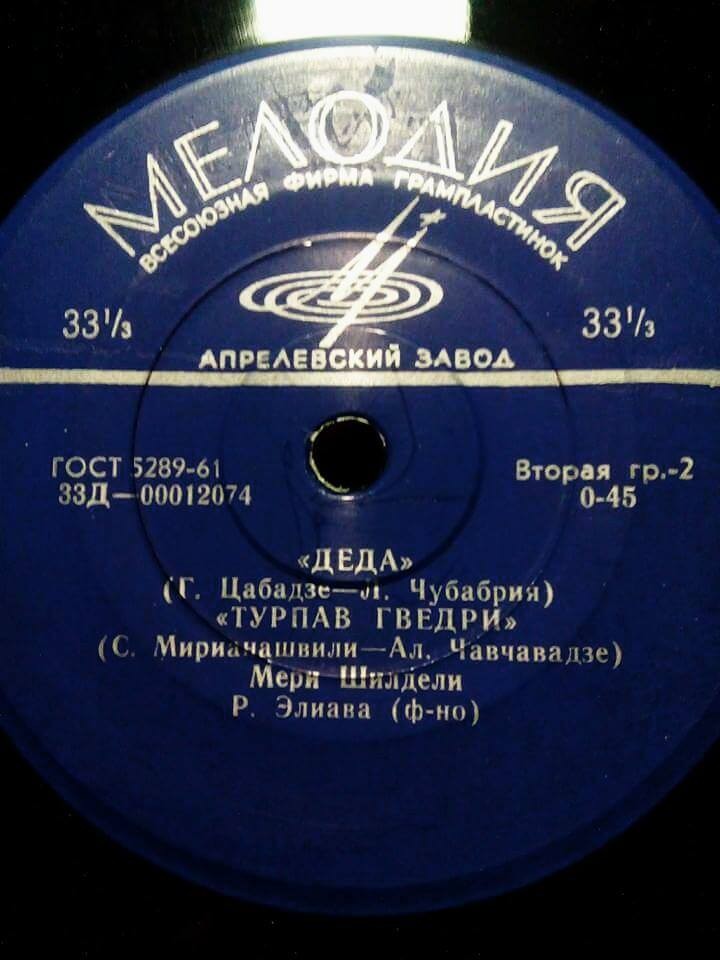 МЕЛОДИЯ
ВСЕСОЮЗНАЯ ФИРМА ГРАМПЛАСТИНОК
33⅓ 33⅓
АПРЕЛЕВСКИЙ ЗАВОД
ГОСТ 5289-61 Вторая гр.-2
33Д—00012074 0-45
«ДЕДА»
(Г. Цабадзе—Л. Чубабрия)
«ТУРПАВ ГВЕДРИ»
(С. Мирианашвили—Ал. Чавчавадзе)
Мери Шилдели
Р. Элиава (ф-но)